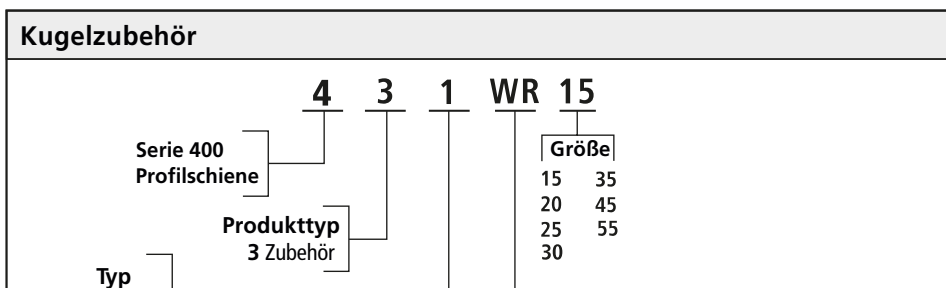 Kugelzubehör
4 3 1 WR 15
Serie 400
Profilschiene
Größe
15 35
20 45
25 55
30
Produkttyp
3 Zubehör
Typ